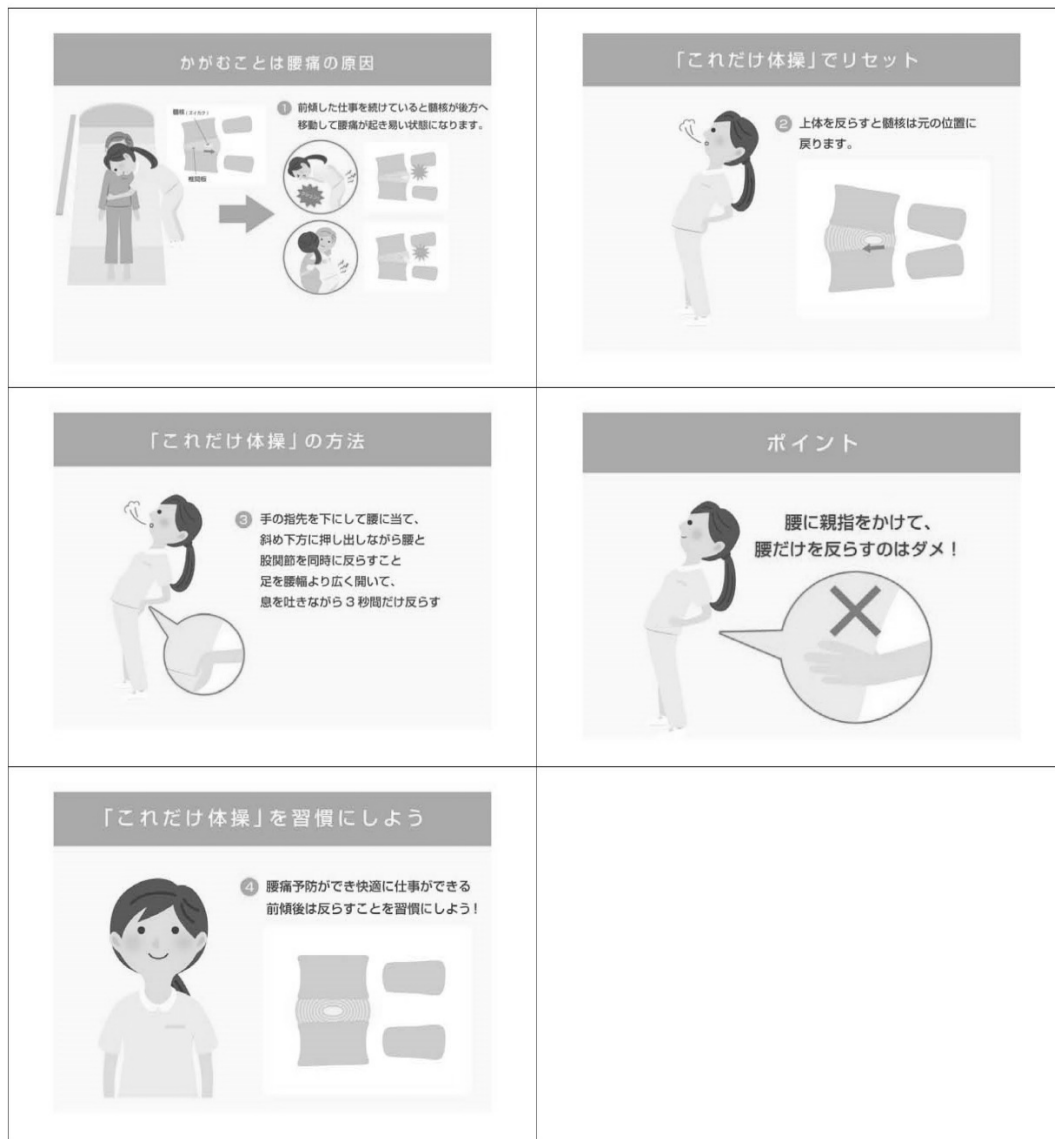 かがむことは腰痛の原因
髄核(ずいかく)
椎間板
1 前傾した仕事を続けていると髄核が後方へ
移動して腰痛が起き易い状態になります。
「これだけ体操」でリセット
2 上体を反らすと髄核は元の位置に
戻ります。
「これだけ体操」の方法
3 手の指先を下にして腰に当て、
斜め下方に押し出しながら腰と
股関節を同時に反らすこと
足を腰幅より広く開いて、
息を吐きながら3秒間だけ反らす
ポイント
腰に親指をかけて、
腰だけを反らすのはダメ！
「これだけ体操」を習慣にしよう
4 腰痛予防ができ快適に仕事ができる
前傾後は反らすことを習慣にしよう！